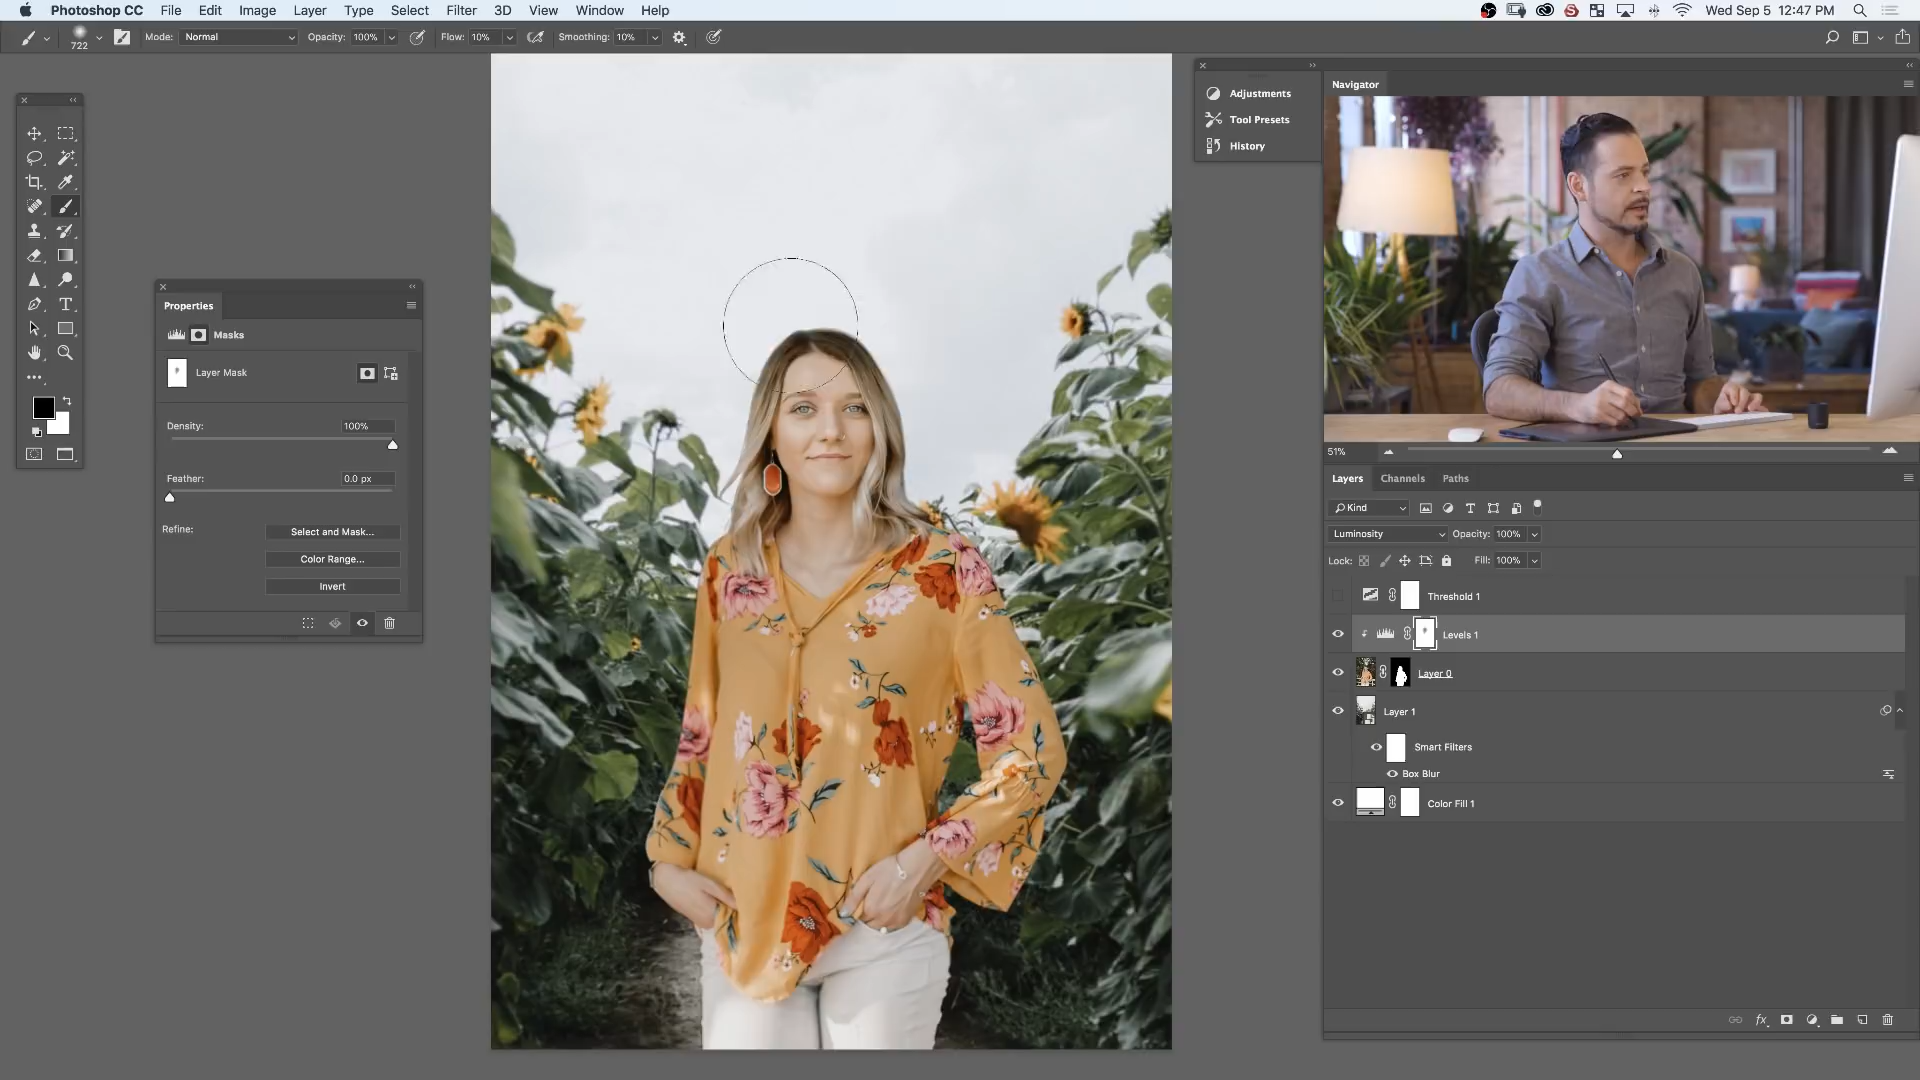 Photoshop CC File Edit Image Layer Type Select Filter 3D View Window Help Wed Sep 5 12:47 PM
722 Mode: Normal Opacity: 100% Flow: 10% Smoothing: 10%
Adjustments
Tool Presets
History
Navigator
Properties
Masks
Layer Mask
Density: 100%
Feather: 0.0 px
Refine: Select and Mask...
Color Range...
Invert
51%
Layers Channels Paths
Kind
Luminosity Opacity: 100%
Lock: Fill: 100%
Threshold 1
Levels 1
Layer 0
Layer 1
Smart Filters
Box Blur
Color Fill 1